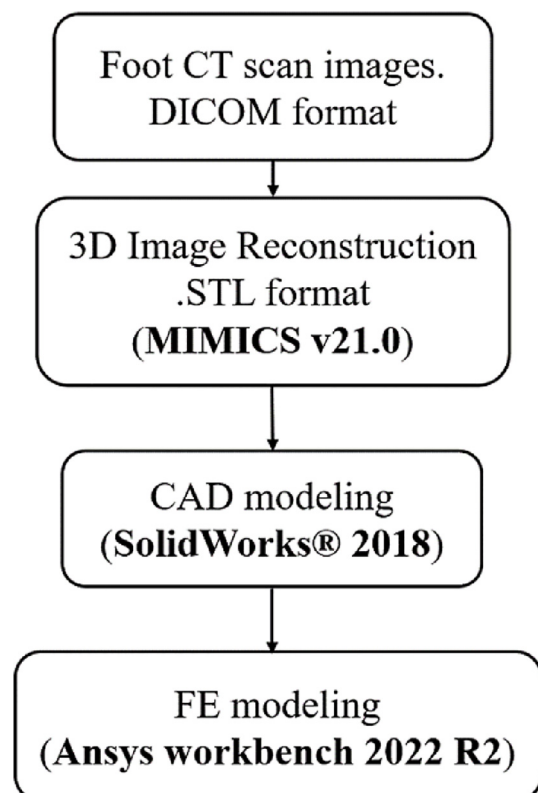 Foot CT scan images.
DICOM format
3D Image Reconstruction
.STL format
(MIMICS v21.0)
CAD modeling
(SolidWorks® 2018)
FE modeling
(Ansys workbench 2022 R2)